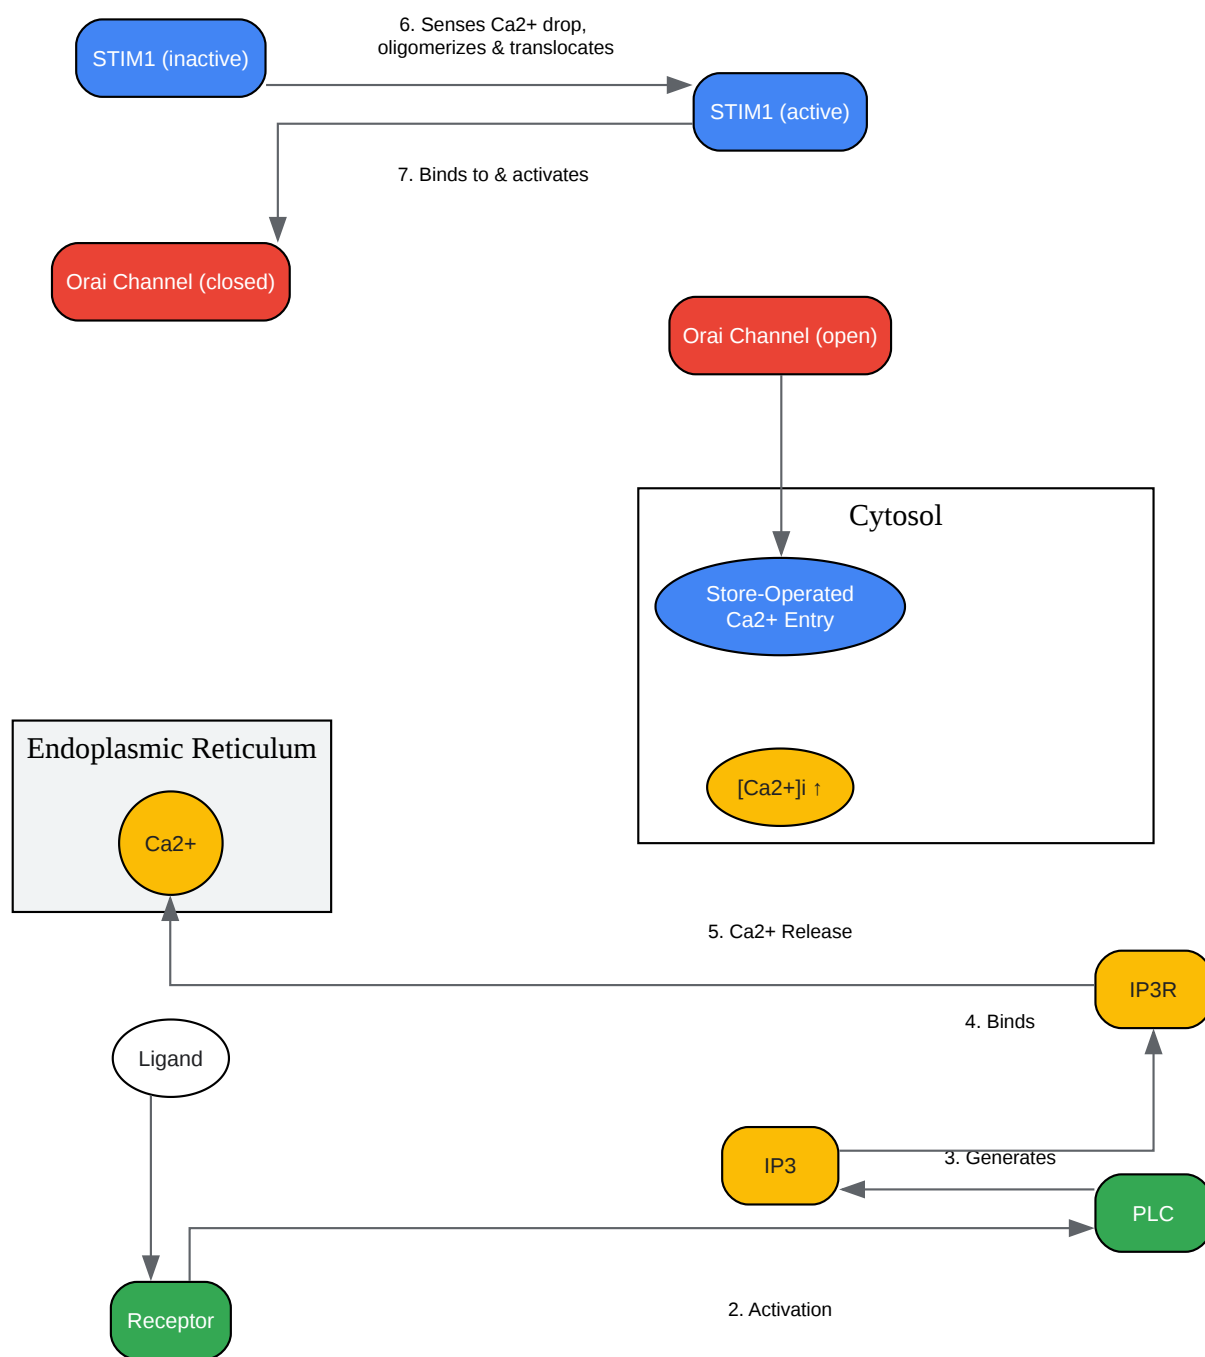 6. Senses Ca2+ drop,
oligomerizes & translocates
STIM1 (inactive)
STIM1 (active)
7. Binds to & activates
Orai Channel (closed)
Orai Channel (open)
Cytosol
Store-Operated
Ca2+ Entry
Endoplasmic Reticulum
[Ca2+]i ↑
Ca2+
5. Ca2+ Release
IP3R
4. Binds
Ligand
3. Generates
IP3
PLC
2. Activation
Receptor